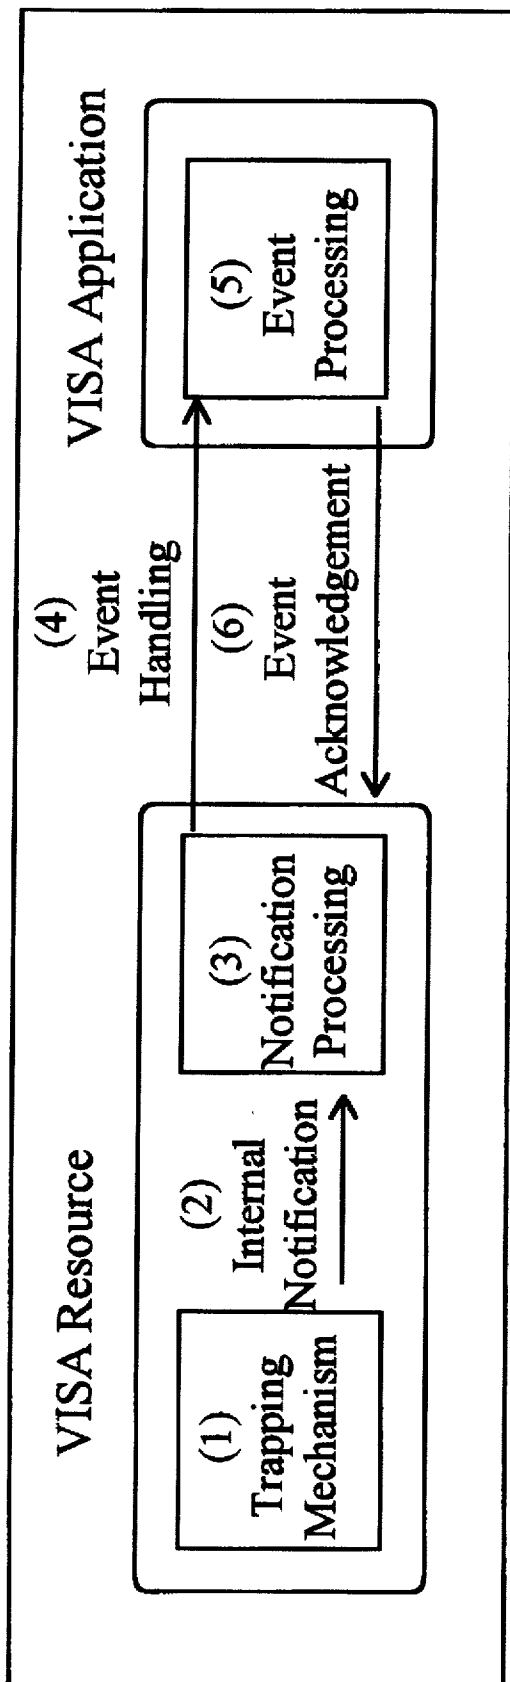 VISA Resource
(1)
Trapping
Mechanism
(2)
Internal
Notification
(3)
Notification
Processing
(4)
Event
Handling
(6)
Event
Acknowledgement
VISA Application
(5)
Event
Processing